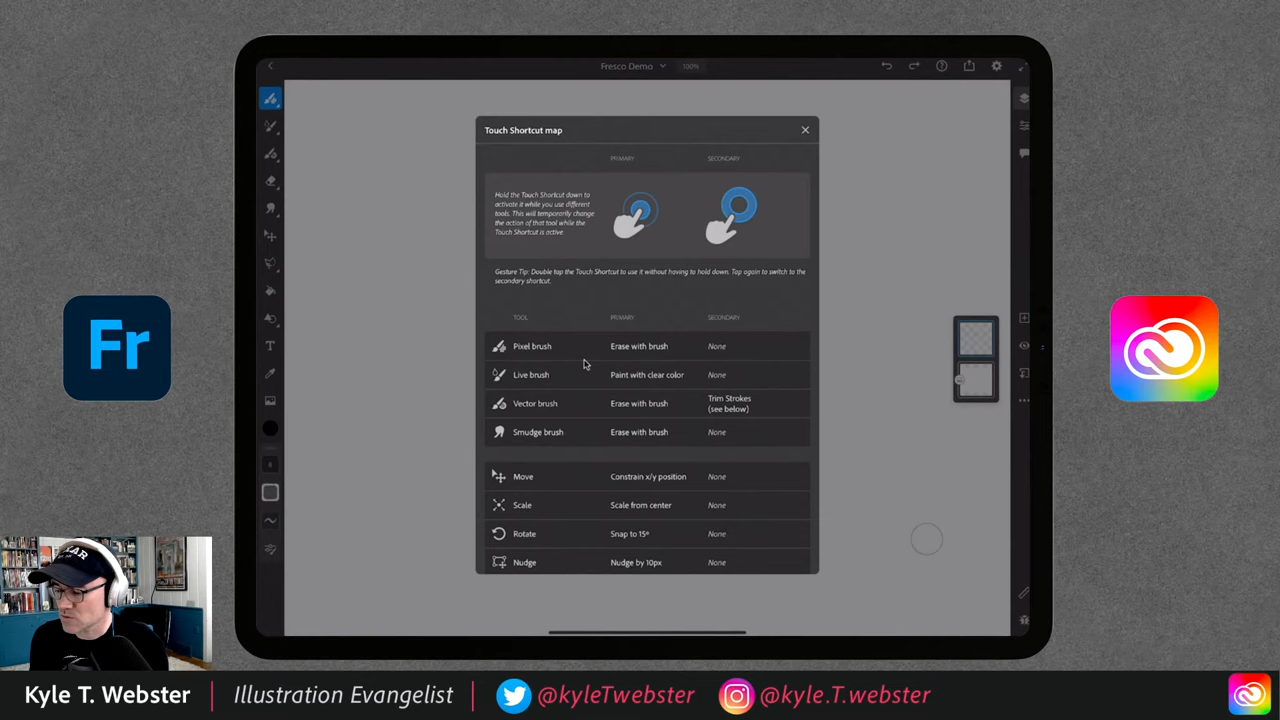 Fresco Demo 100%
Touch Shortcut map
PRIMARY SECONDARY
Hold the Touch Shortcut down to
activate it while you use different
tools. This will temporarily change
the action of that tool while the
Touch Shortcut is active.
Gesture Tip: Double tap the Touch Shortcut to use it without having to hold down. Tap again to switch to the
secondary shortcut.
TOOL PRIMARY SECONDARY
Pixel brush Erase with brush None
Live brush Paint with clear color None
Vector brush Erase with brush Trim Strokes
(see below)
Smudge brush Erase with brush None
Move Constrain x/y position None
Scale Scale from center None
Rotate Snap to 15º None
Nudge Nudge by 10px None
Fr
Kyle T. Webster | Illustration Evangelist | @kyleTwebster @kyle.T.webster